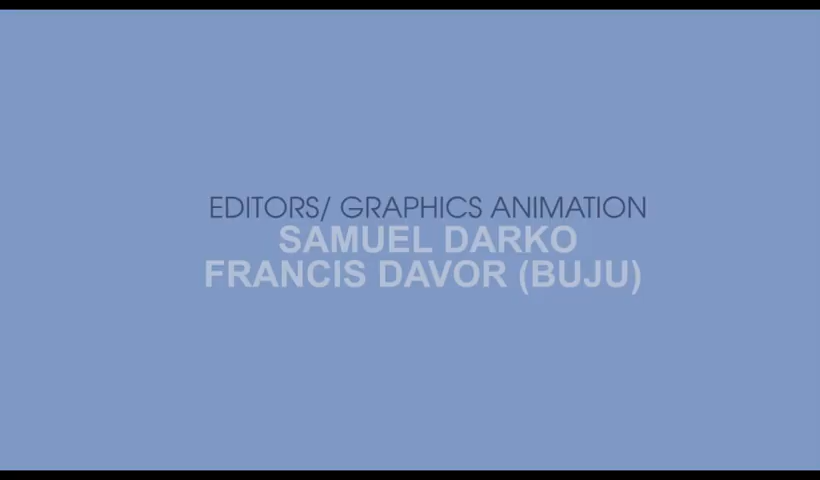 EDITORS/ GRAPHICS ANIMATION
SAMUEL DARKO
FRANCIS DAVOR (BUJU)